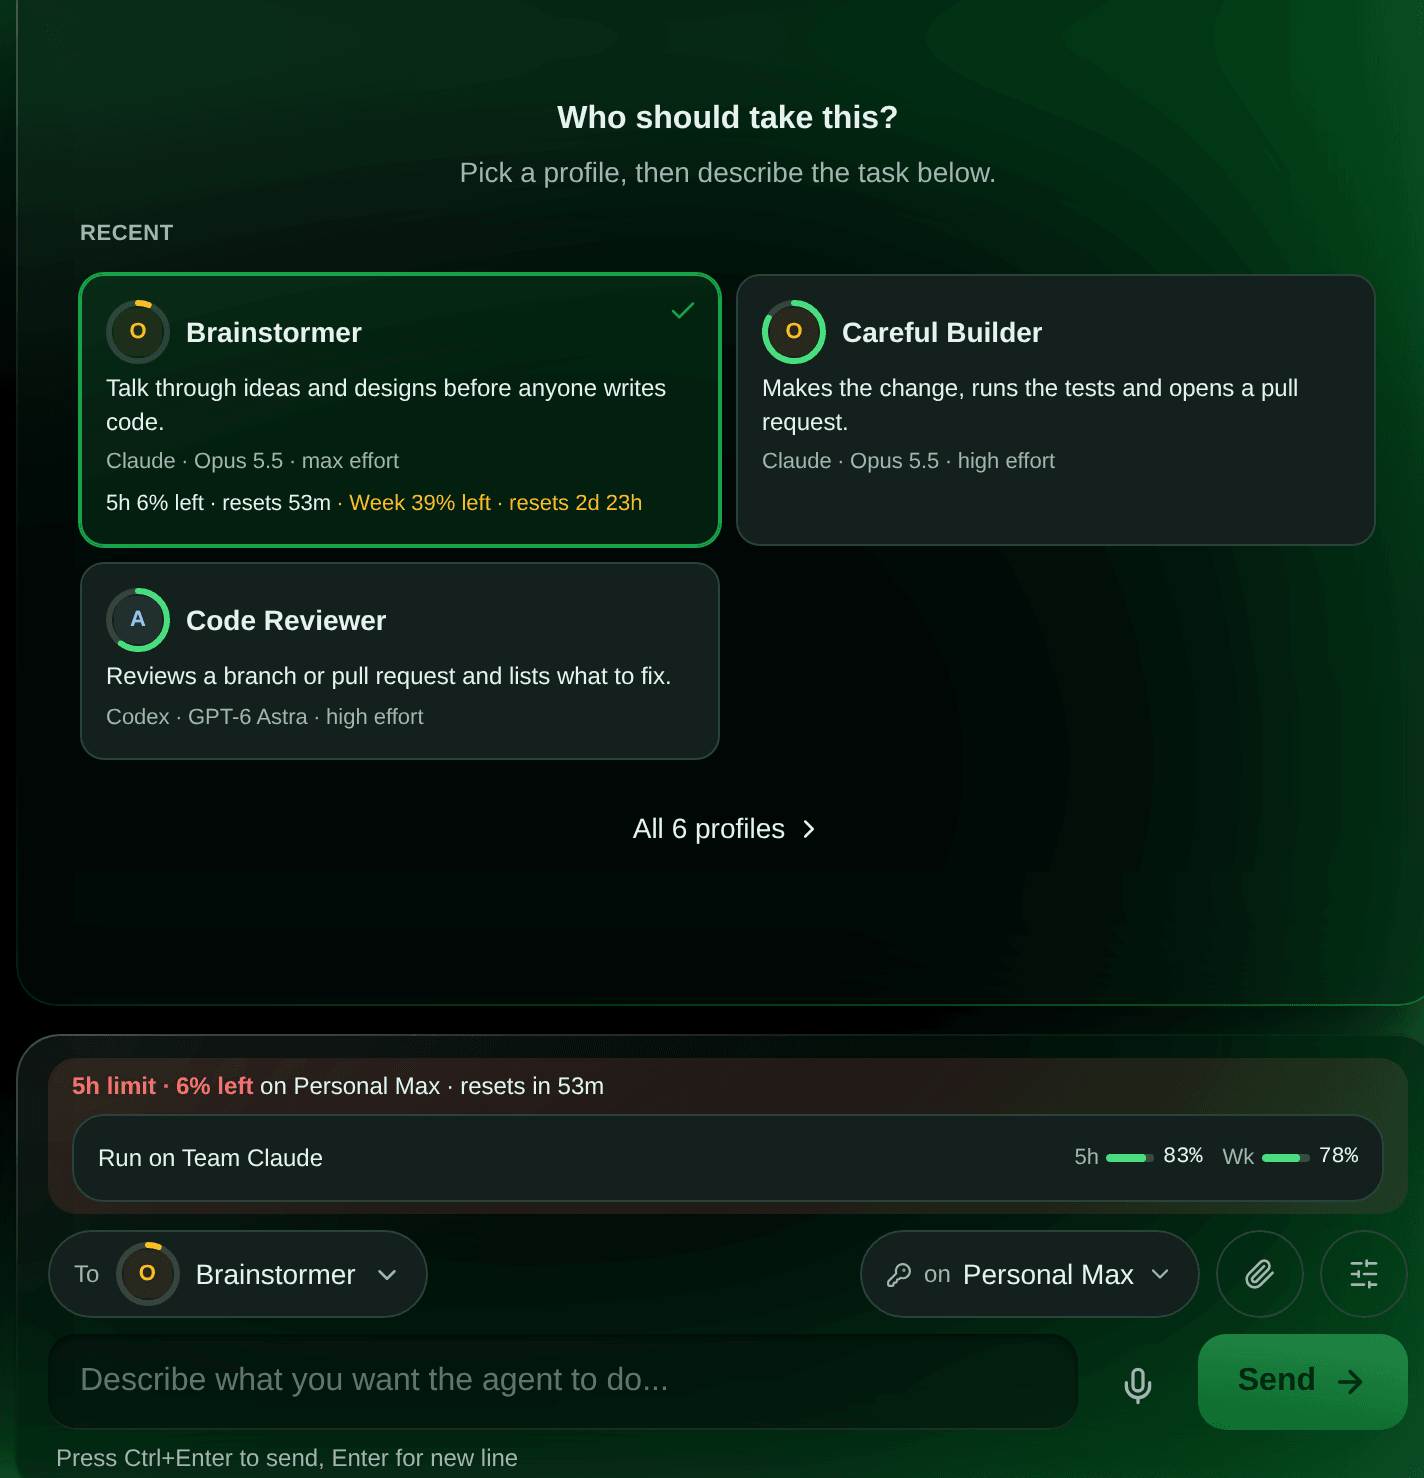 Who should take this?
Pick a profile, then describe the task below.
RECENT
O
Brainstormer
Talk through ideas and designs before anyone writes
code.
Claude · Opus 5.5 · max effort
5h 6% left · resets 53m · Week 39% left · resets 2d 23h
O
Careful Builder
Makes the change, runs the tests and opens a pull
request.
Claude · Opus 5.5 · high effort
A
Code Reviewer
Reviews a branch or pull request and lists what to fix.
Codex · GPT-6 Astra · high effort
All 6 profiles
5h limit · 6% left on Personal Max · resets in 53m
Run on Team Claude 5h 83% Wk 78%
To O Brainstormer on Personal Max
Describe what you want the agent to do...
Send
Press Ctrl+Enter to send, Enter for new line